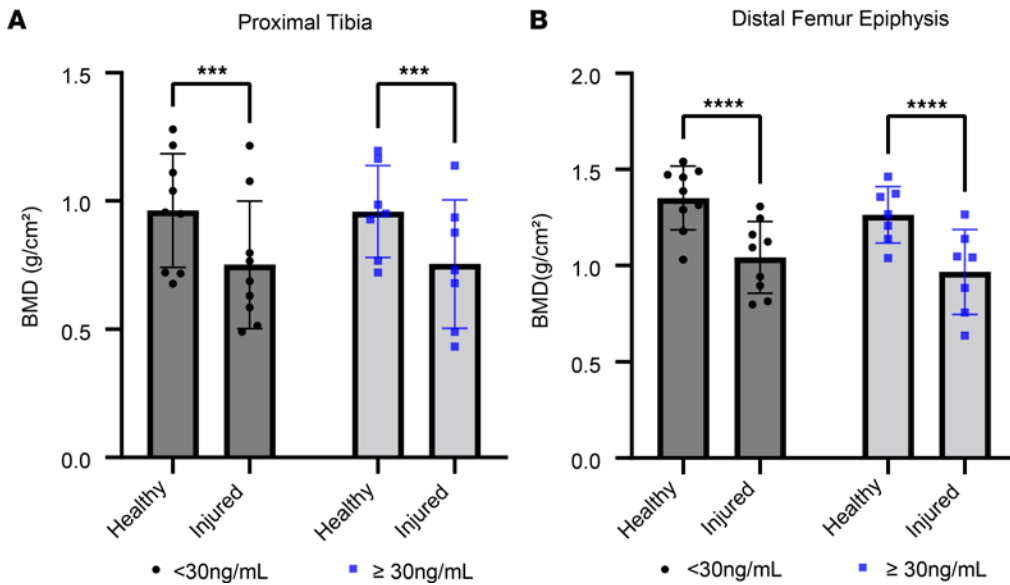 A
Proximal Tibia
BMD (g/cm²)
1.5
1.0
0.5
0.0
***
***
Healthy
Injured
Healthy
Injured
<30ng/mL
≥ 30ng/mL
B
Distal Femur Epiphysis
BMD(g/cm²)
2.0
1.5
1.0
0.5
0.0
****
****
Healthy
Injured
Healthy
Injured
<30ng/mL
≥ 30ng/mL